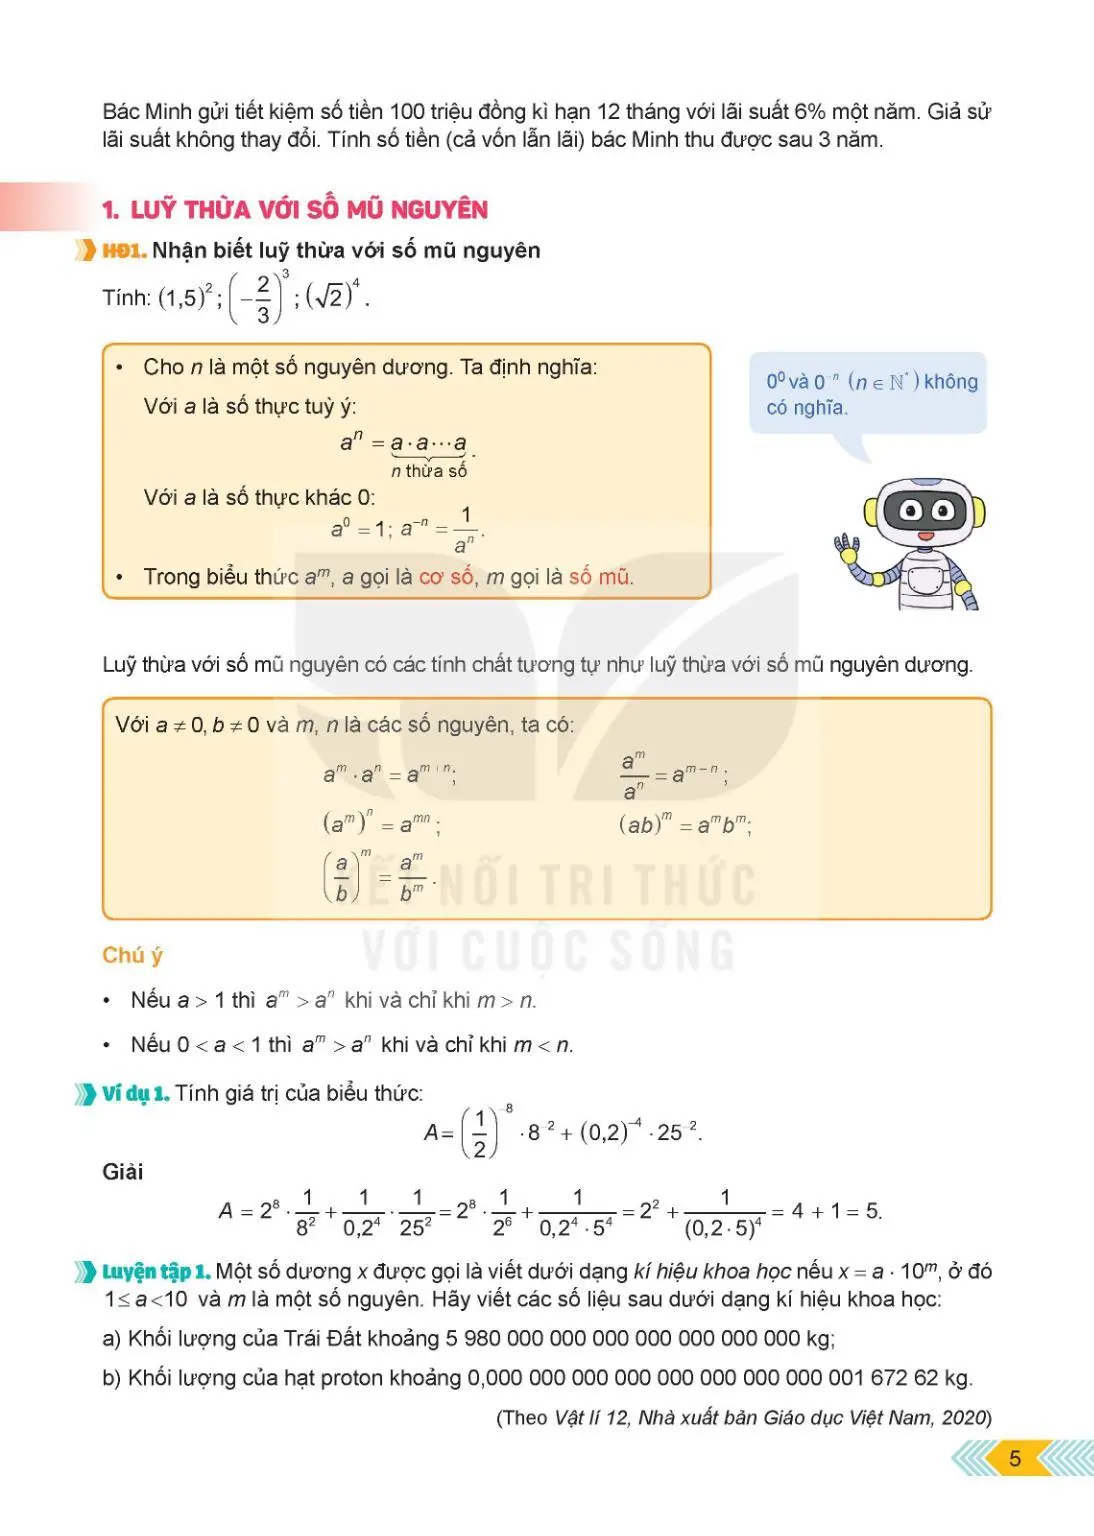 Bác Minh gửi tiết kiệm số tiền 100 triệu đồng kì hạn 12 tháng với lãi suất 6% một năm. Giả sử
lãi suất không thay đổi. Tính số tiền (cả vốn lẫn lãi) bác Minh thu được sau 3 năm.
1. LUỸ THỪA VỚI SỐ MŨ NGUYÊN
HĐ1. Nhận biết luỹ thừa với số mũ nguyên
Tính: (1,5)²; (−2/3)³; (√2)⁴.
• Cho n là một số nguyên dương. Ta định nghĩa:
Với a là số thực tuỳ ý:
aⁿ = a·a···a.
n thừa số
Với a là số thực khác 0:
a⁰ = 1; a⁻ⁿ = 1/aⁿ.
• Trong biểu thức aᵐ, a gọi là cơ số, m gọi là số mũ.
0⁰ và 0⁻ⁿ (n ∈ ℕ*) không
có nghĩa.
Luỹ thừa với số mũ nguyên có các tính chất tương tự như luỹ thừa với số mũ nguyên dương.
Với a ≠ 0, b ≠ 0 và m, n là các số nguyên, ta có:
aᵐ · aⁿ = aᵐ⁺ⁿ; aᵐ/aⁿ = aᵐ⁻ⁿ;
(aᵐ)ⁿ = aᵐⁿ; (ab)ᵐ = aᵐbᵐ;
(a/b)ᵐ = aᵐ/bᵐ.
KẾT NỐI TRI THỨC
VỚI CUỘC SỐNG
Chú ý
• Nếu a > 1 thì aᵐ > aⁿ khi và chỉ khi m > n.
• Nếu 0 < a < 1 thì aᵐ > aⁿ khi và chỉ khi m < n.
Ví dụ 1. Tính giá trị của biểu thức:
A = (1/2)⁻⁸ · 8⁻² + (0,2)⁻⁴ · 25⁻².
Giải
A = 2⁸ · 1/8² + 1/0,2⁴ · 1/25² = 2⁸ · 1/2⁶ + 1/(0,2⁴ · 5⁴) = 2² + 1/(0,2 · 5)⁴ = 4 + 1 = 5.
Luyện tập 1. Một số dương x được gọi là viết dưới dạng kí hiệu khoa học nếu x = a · 10ᵐ, ở đó
1 ≤ a < 10 và m là một số nguyên. Hãy viết các số liệu sau dưới dạng kí hiệu khoa học:
a) Khối lượng của Trái Đất khoảng 5 980 000 000 000 000 000 000 000 kg;
b) Khối lượng của hạt proton khoảng 0,000 000 000 000 000 000 000 000 001 672 62 kg.
(Theo Vật lí 12, Nhà xuất bản Giáo dục Việt Nam, 2020)
5